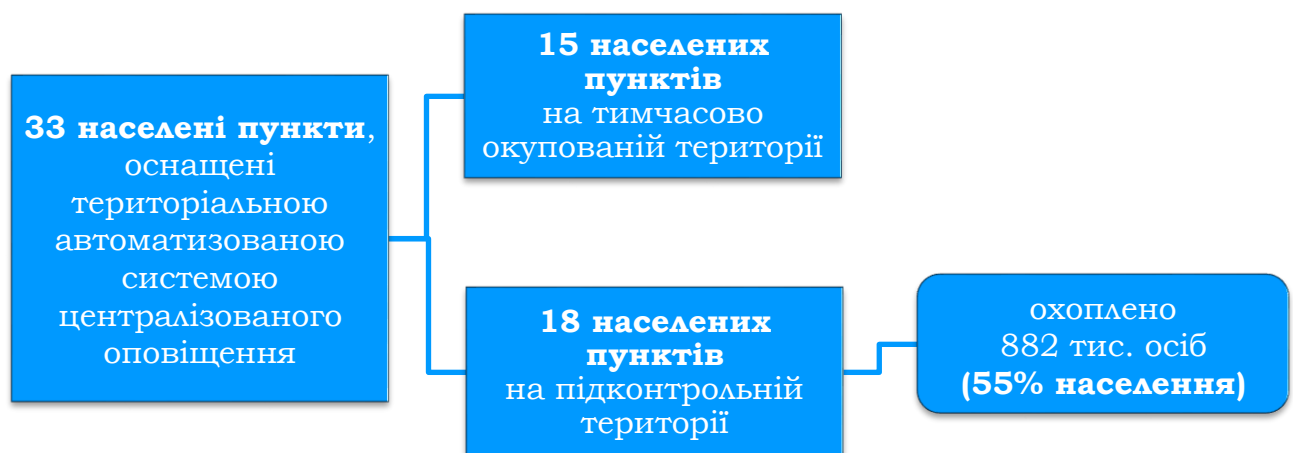 33 населені пункти,
оснащені
територіальною
автоматизованою
системою
централізованого
оповіщення
15 населених
пунктів
на тимчасово
окупованій території
18 населених
пунктів
на підконтрольній
території
охоплено
882 тис. осіб
(55% населення)